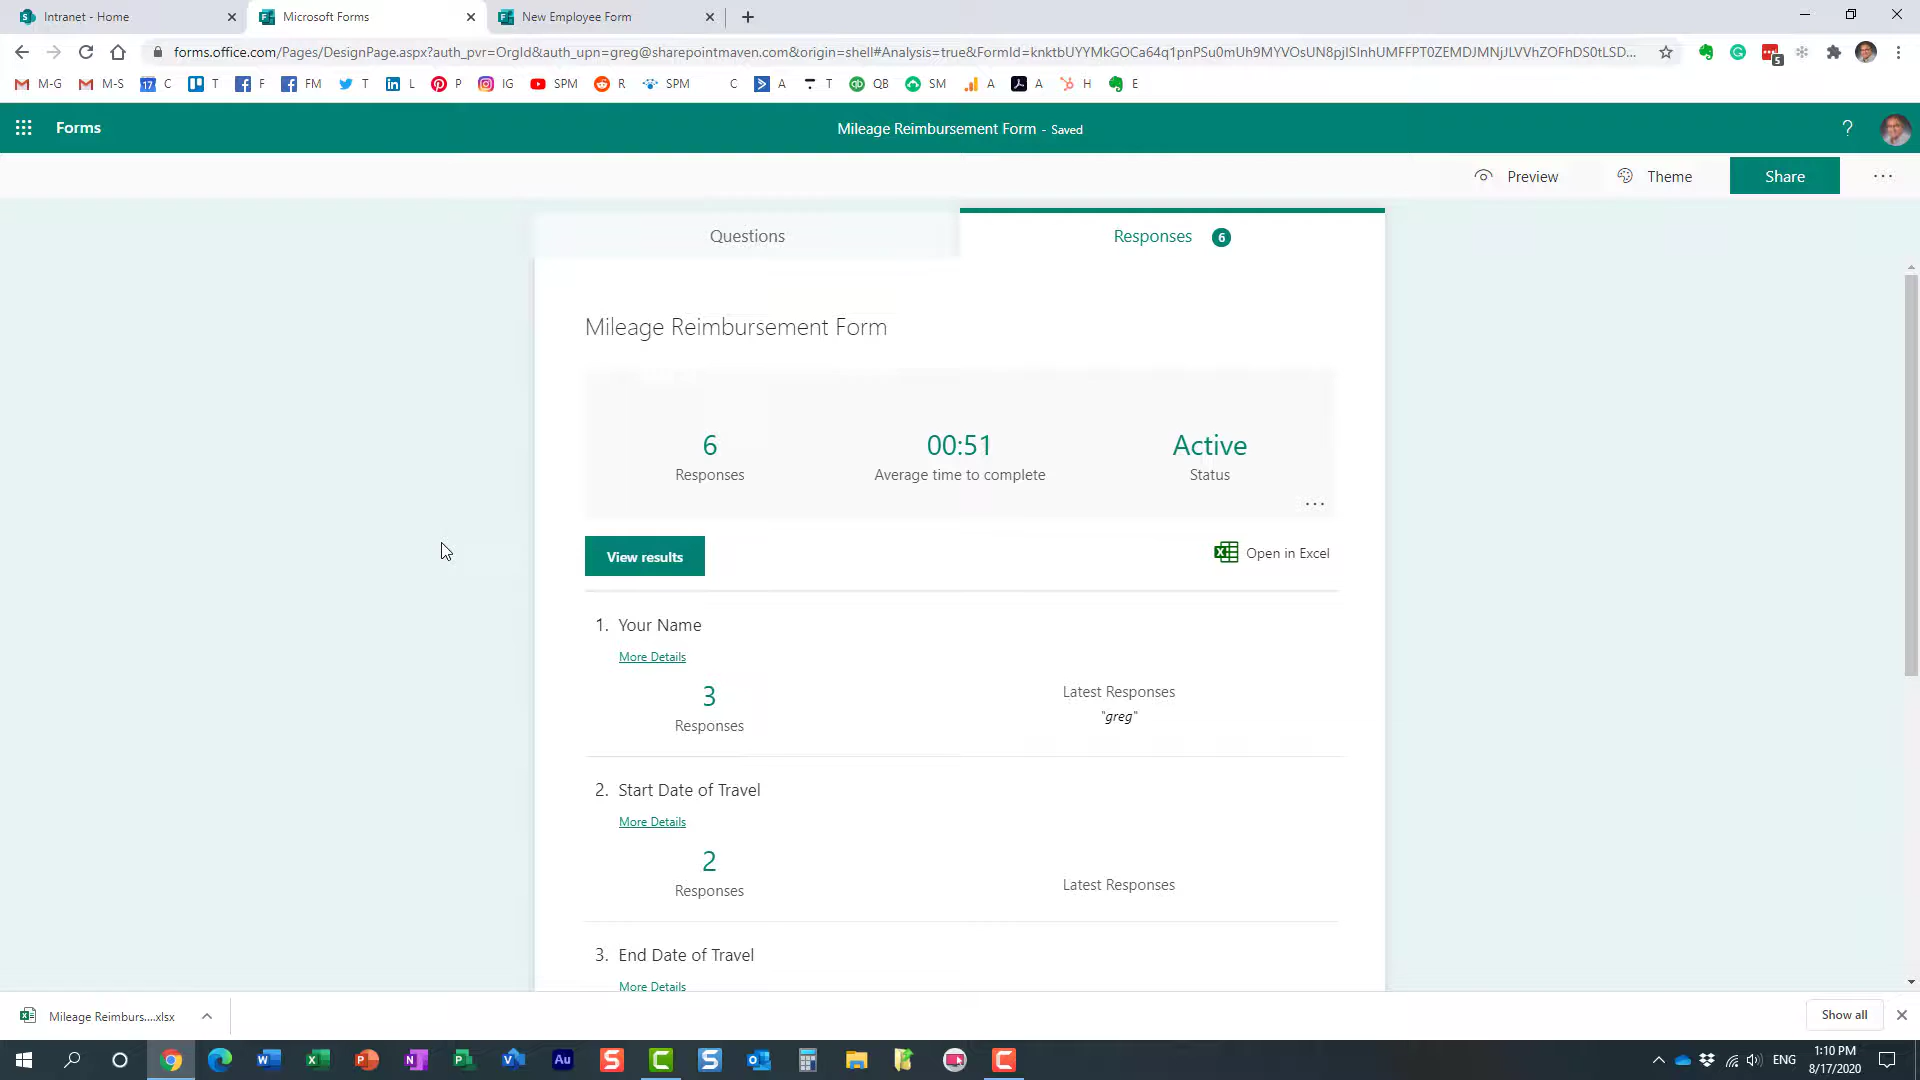 Intranet - Home
Microsoft Forms
New Employee Form
forms.office.com/Pages/DesignPage.aspx?auth_pvr=OrgId&auth_upn=greg@sharepointmaven.com&origin=shell#Analysis=true&FormId=knktbUYYMkGOCa64q1pnPSu0mUh9MYVOsUN8pjISInhUMFFPT0ZEMDJMNjJLVVhZOFhDS0tLSD...
5
M-G M-S 17 C T F FM T L P IG SPM R SPM C A T QB SM A A H E
Forms
Mileage Reimbursement Form - Saved
?
Preview
Theme
Share
...
Questions
Responses 6
Mileage Reimbursement Form
6
Responses
00:51
Average time to complete
Active
Status
...
View results
Open in Excel
1. Your Name
More Details
3
Responses
Latest Responses
"greg"
2. Start Date of Travel
More Details
2
Responses
Latest Responses
3. End Date of Travel
More Details
Mileage Reimburs....xlsx
Show all
Au
ENG
1:10 PM
8/17/2020